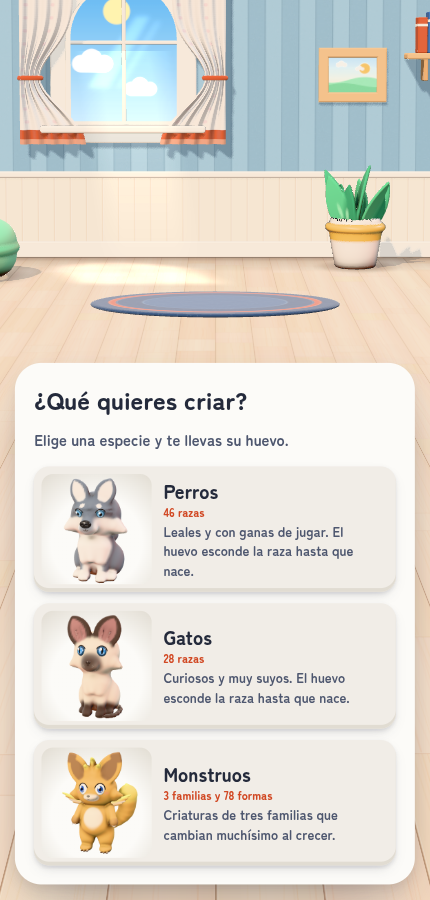 ¿Qué quieres criar?
Elige una especie y te llevas su huevo.
Perros
46 razas
Leales y con ganas de jugar. El
huevo esconde la raza hasta que
nace.
Gatos
28 razas
Curiosos y muy suyos. El huevo
esconde la raza hasta que nace.
Monstruos
3 familias y 78 formas
Criaturas de tres familias que
cambian muchísimo al crecer.